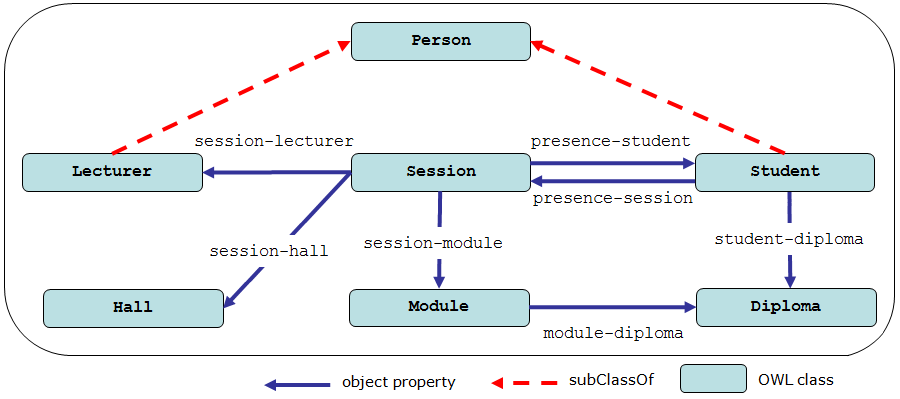 Person
session-lecturer
presence-student
Lecturer
Session
Student
presence-session
session-hall
session-module
student-diploma
Hall
Module
Diploma
module-diploma
object property
subClassOf
OWL class